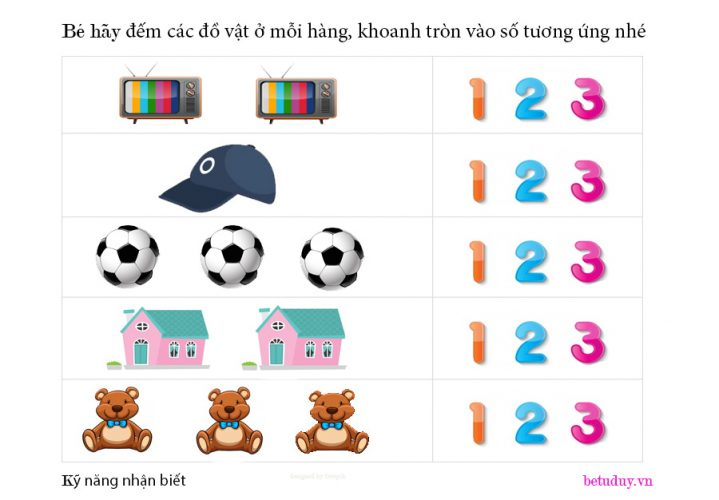 Bé hãy đếm các đồ vật ở mỗi hàng, khoanh tròn vào số tương ứng nhé
1 2 3
1 2 3
1 2 3
1 2 3
1 2 3
Kỹ năng nhận biết
betuduy.vn